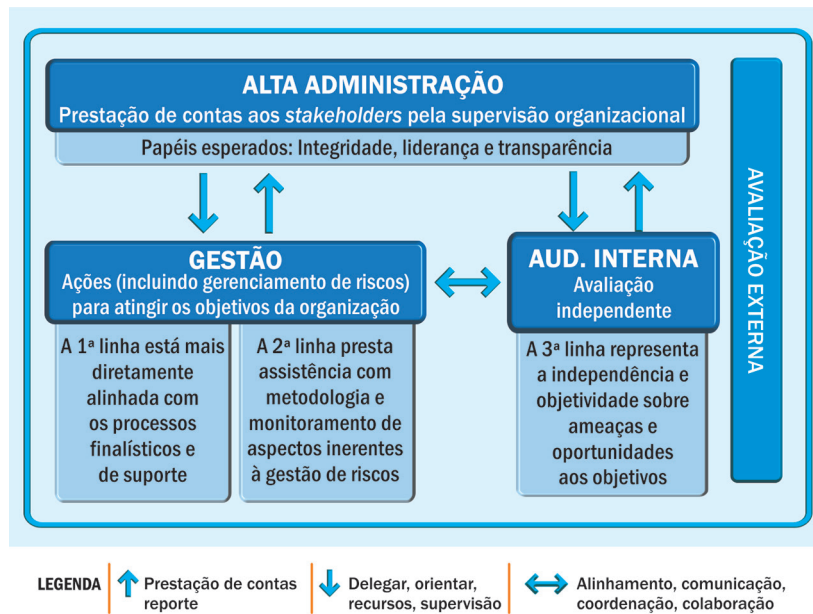 ALTA ADMINISTRAÇÃO
Prestação de contas aos stakeholders pela supervisão organizacional
Papéis esperados: Integridade, liderança e transparência
GESTÃO
Ações (incluindo gerenciamento de riscos)
para atingir os objetivos da organização
A 1ª linha está mais
diretamente
alinhada com
os processos
finalísticos e
de suporte
A 2ª linha presta
assistência com
metodologia e
monitoramento de
aspectos inerentes
à gestão de riscos
AUD. INTERNA
Avaliação
independente
A 3ª linha representa
a independência e
objetividade sobre
ameaças e
oportunidades
aos objetivos
AVALIAÇÃO EXTERNA
LEGENDA
Prestação de contas
reporte
Delegar, orientar,
recursos, supervisão
Alinhamento, comunicação,
coordenação, colaboração